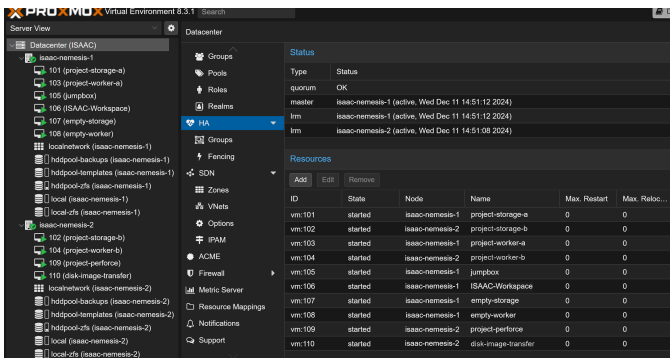 PROXMOX Virtual Environment 8.3.1 Search
Server View
Datacenter
Datacenter (ISAAC)
isaac-nemesis-1
101 (project-storage-a)
103 (project-worker-a)
105 (jumpbox)
106 (ISAAC-Workspace)
107 (empty-storage)
108 (empty-worker)
localnetwork (isaac-nemesis-1)
hddpool-backups (isaac-nemesis-1)
hddpool-templates (isaac-nemesis-1)
hddpool-zfs (isaac-nemesis-1)
local (isaac-nemesis-1)
local-zfs (isaac-nemesis-1)
isaac-nemesis-2
102 (project-storage-b)
104 (project-worker-b)
109 (project-perforce)
110 (disk-image-transfer)
localnetwork (isaac-nemesis-2)
hddpool-backups (isaac-nemesis-2)
hddpool-templates (isaac-nemesis-2)
hddpool-zfs (isaac-nemesis-2)
local (isaac-nemesis-2)
local-zfs (isaac-nemesis-2)
Groups
Pools
Roles
Realms
HA
Groups
Fencing
SDN
Zones
VNets
Options
IPAM
ACME
Firewall
Metric Server
Resource Mappings
Notifications
Support
Status
Type Status
quorum OK
master isaac-nemesis-1 (active, Wed Dec 11 14:51:12 2024)
lrm isaac-nemesis-1 (active, Wed Dec 11 14:51:12 2024)
lrm isaac-nemesis-2 (active, Wed Dec 11 14:51:08 2024)
Resources
Add Edit Remove
ID State Node Name Max. Restart Max. Reloc...
vm:101 started isaac-nemesis-1 project-storage-a 0 0
vm:102 started isaac-nemesis-2 project-storage-b 0 0
vm:103 started isaac-nemesis-1 project-worker-a 0 0
vm:104 started isaac-nemesis-2 project-worker-b 0 0
vm:105 started isaac-nemesis-1 jumpbox 0 0
vm:106 started isaac-nemesis-1 ISAAC-Workspace 0 0
vm:107 started isaac-nemesis-1 empty-storage 0 0
vm:108 started isaac-nemesis-1 empty-worker 0 0
vm:109 started isaac-nemesis-2 project-perforce 0 0
vm:110 started isaac-nemesis-2 disk-image-transfer 0 0